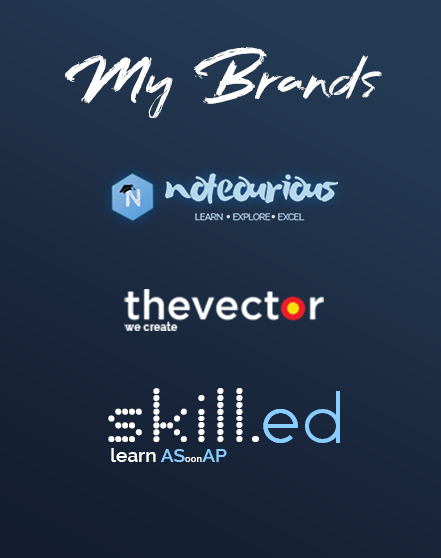 My Brands
N notecurious
LEARN • EXPLORE • EXCEL
thevector
we create
skill.ed
learn ASoonAP